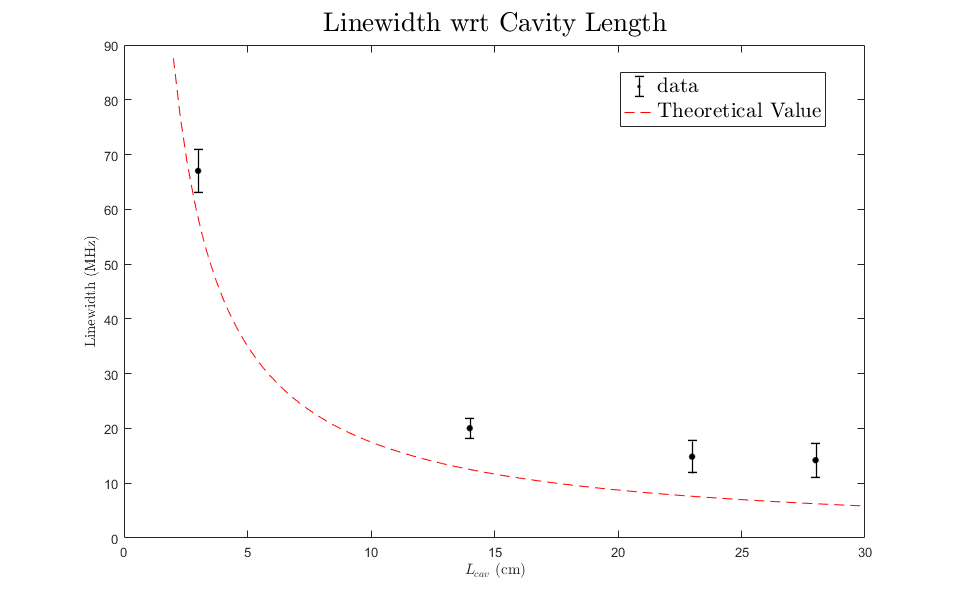 Linewidth wrt Cavity Length
90
80
70
60
50
40
30
20
10
0
Linewidth (MHz)
data
Theoretical Value
0 5 10 15 20 25 30
L_cav (cm)